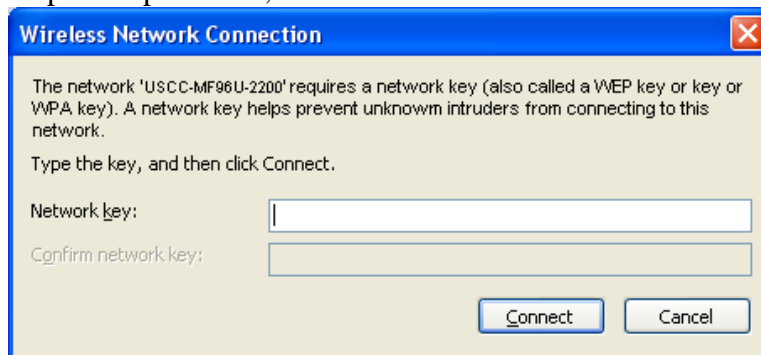 Wireless Network Connection
The network 'USCC-MF96U-2200' requires a network key (also called a WEP key or key or
WPA key). A network key helps prevent unknowm intruders from connecting to this
network.
Type the key, and then click Connect.
Network key:
Confirm network key:
Connect Cancel